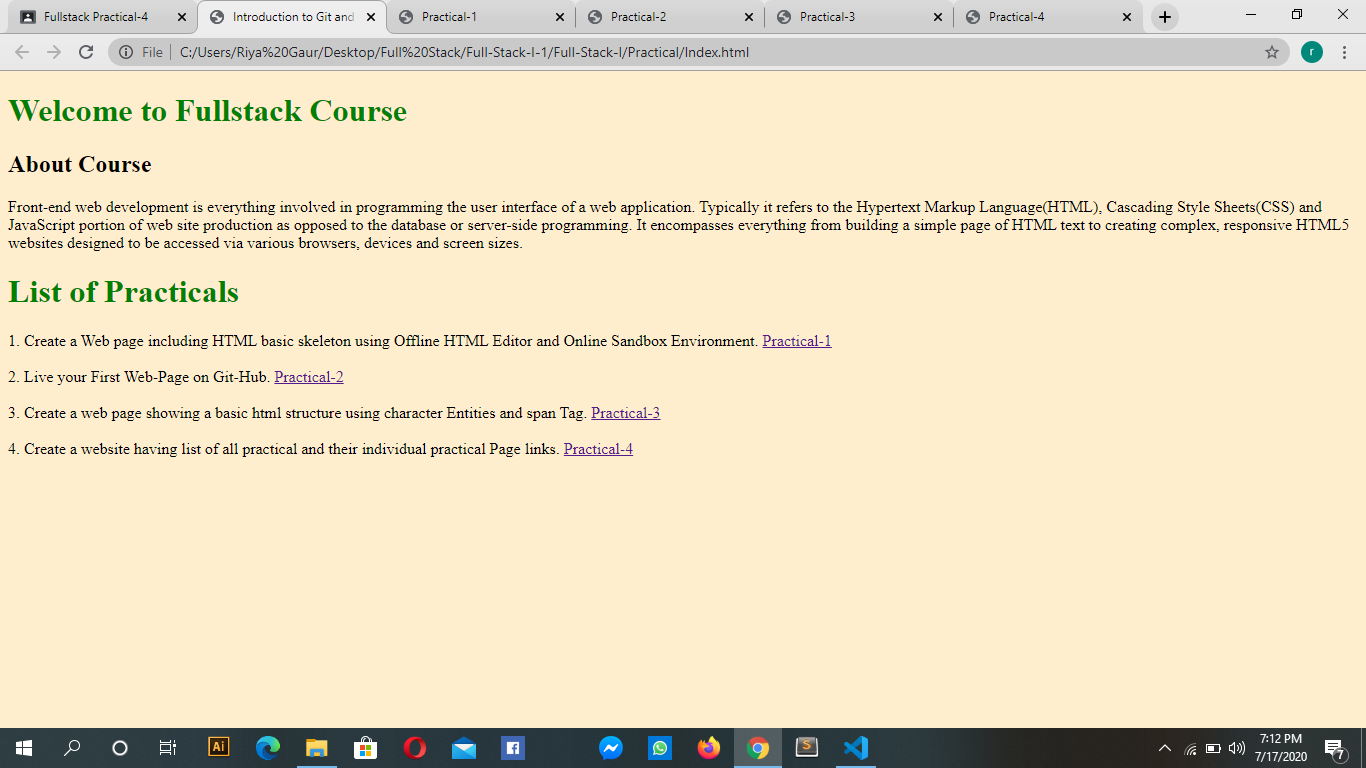 Fullstack Practical-4
Introduction to Git and
Practical-1
Practical-2
Practical-3
Practical-4
File
C:/Users/Riya%20Gaur/Desktop/Full%20Stack/Full-Stack-I-1/Full-Stack-I/Practical/Index.html
r
Welcome to Fullstack Course
About Course
Front-end web development is everything involved in programming the user interface of a web application. Typically it refers to the Hypertext Markup Language(HTML), Cascading Style Sheets(CSS) and
JavaScript portion of web site production as opposed to the database or server-side programming. It encompasses everything from building a simple page of HTML text to creating complex, responsive HTML5
websites designed to be accessed via various browsers, devices and screen sizes.
List of Practicals
1. Create a Web page including HTML basic skeleton using Offline HTML Editor and Online Sandbox Environment. Practical-1
2. Live your First Web-Page on Git-Hub. Practical-2
3. Create a web page showing a basic html structure using character Entities and span Tag. Practical-3
4. Create a website having list of all practical and their individual practical Page links. Practical-4
Ai
S
7:12 PM
7/17/2020
7